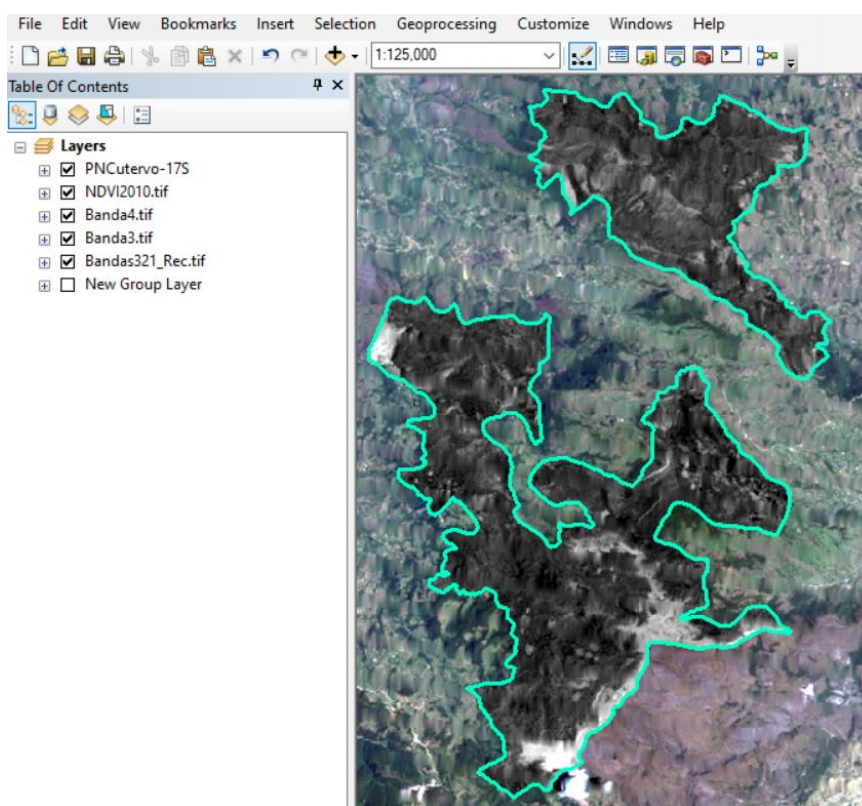 File Edit View Bookmarks Insert Selection Geoprocessing Customize Windows Help
1:125,000
Table Of Contents
Layers
PNCutervo-17S
NDVI2010.tif
Banda4.tif
Banda3.tif
Bandas321_Rec.tif
New Group Layer